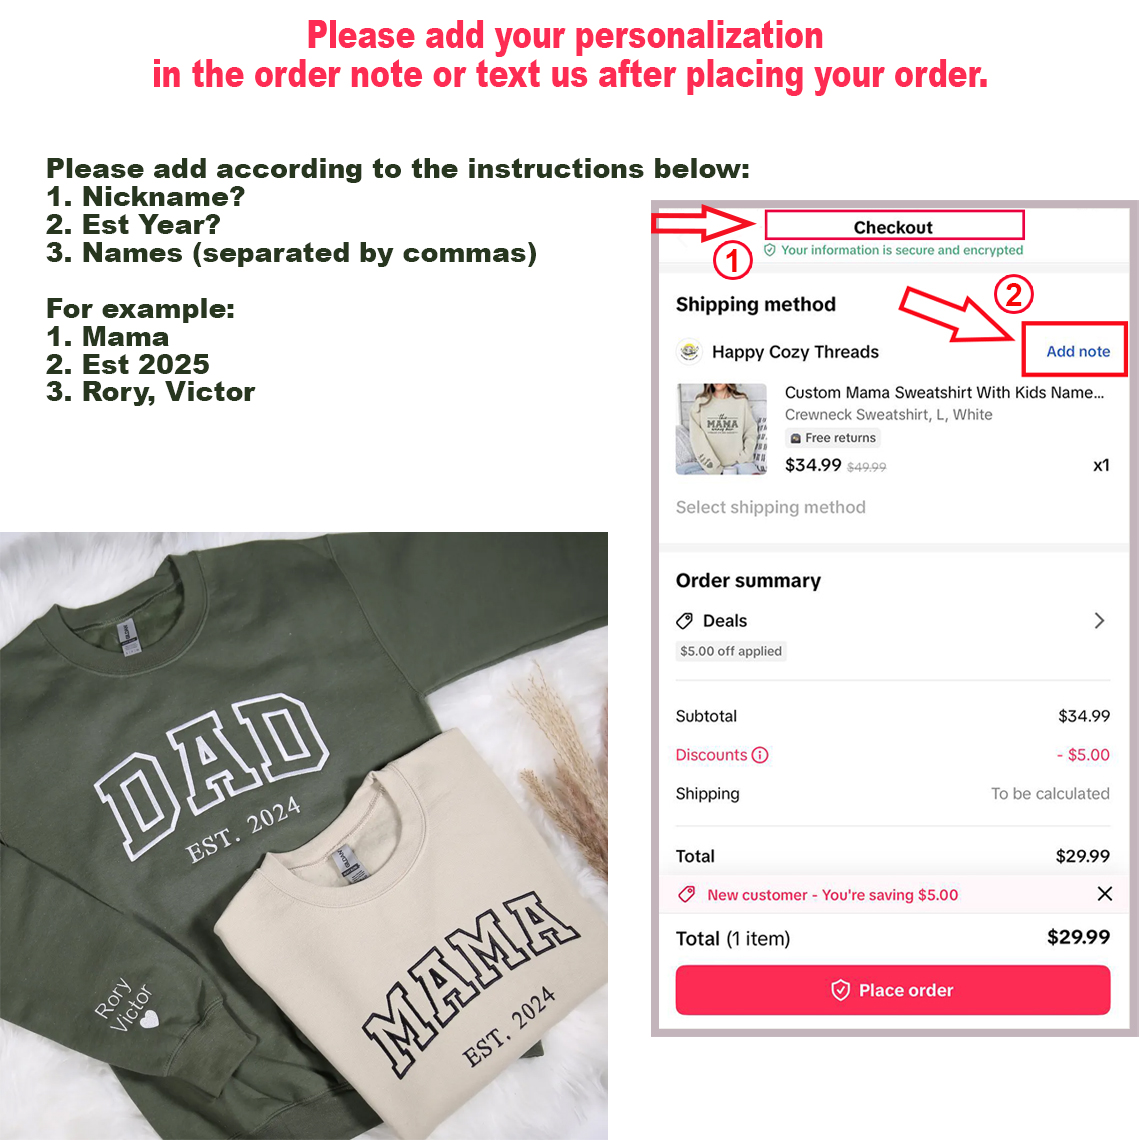 Please add your personalization
in the order note or text us after placing your order.
Please add according to the instructions below:
1. Nickname?
2. Est Year?
3. Names (separated by commas)
For example:
1. Mama
2. Est 2025
3. Rory, Victor
Checkout
1
Your information is secure and encrypted
2
Shipping method
Happy Cozy Threads
Add note
Custom Mama Sweatshirt With Kids Name...
Crewneck Sweatshirt, L, White
Free returns
$34.99 $49.99
x1
MAMA
Select shipping method
Order summary
Deals
$5.00 off applied
Subtotal
$34.99
Discounts
- $5.00
Shipping
To be calculated
Total
$29.99
New customer - You're saving $5.00
Total (1 item)
$29.99
Place order
GILDAN
DAD
EST. 2024
Rory
Victor
GILDAN
MAMA
EST. 2024